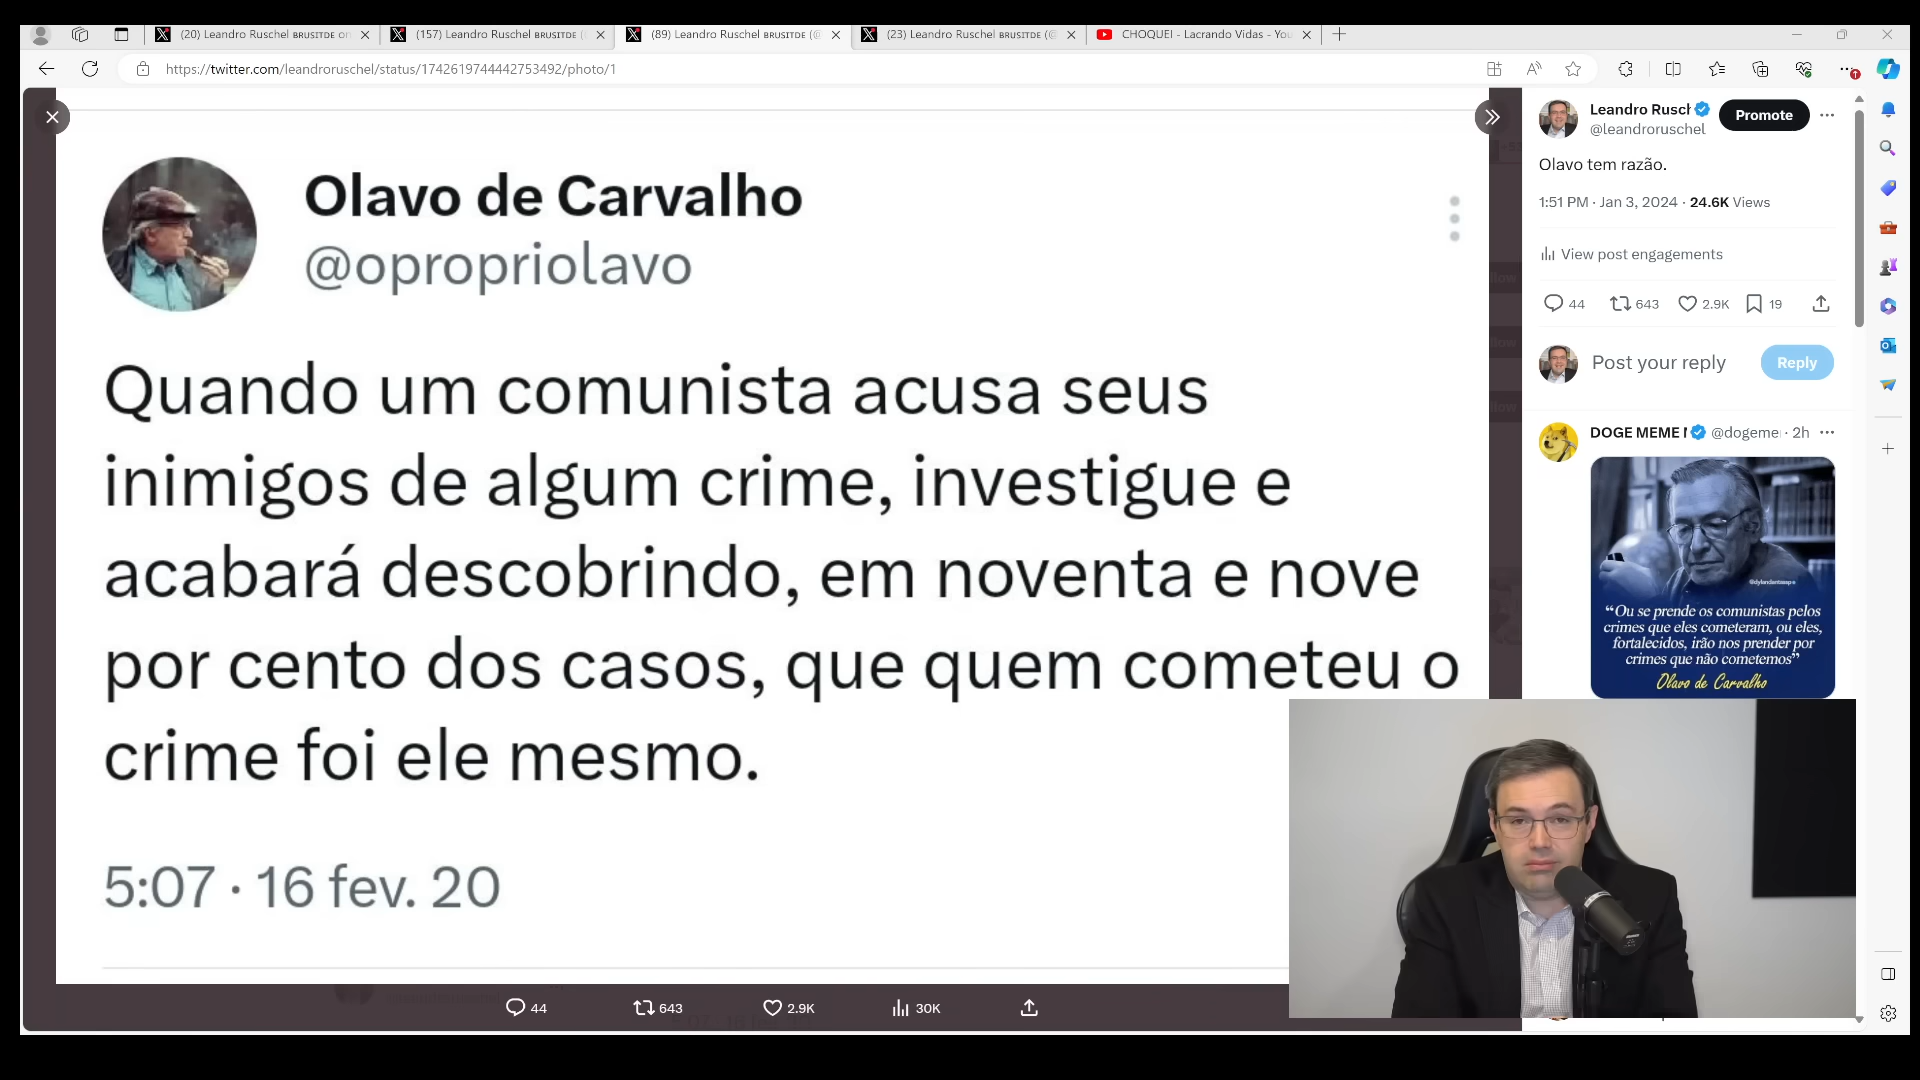 (20) Leandro Ruschel ʙʀᴜsɪᴛᴅᴇ on
(157) Leandro Ruschel ʙʀᴜsɪᴛᴅᴇ (
(89) Leandro Ruschel ʙʀᴜsɪᴛᴅᴇ (@
(23) Leandro Ruschel ʙʀᴜsɪᴛᴅᴇ (@
CHOQUEI - Lacrando Vidas - You
https://twitter.com/leandroruschel/status/1742619744442753492/photo/1
Olavo de Carvalho
@opropriolavo
Quando um comunista acusa seus
inimigos de algum crime, investigue e
acabará descobrindo, em noventa e nove
por cento dos casos, que quem cometeu o
crime foi ele mesmo.
5:07 · 16 fev. 20
44 643 2.9K 30K
Leandro Rusch
Promote
@leandroruschel
Olavo tem razão.
1:51 PM · Jan 3, 2024 · 24.6K Views
View post engagements
44 643 2.9K 19
Post your reply
Reply
DOGE MEME @dogeme · 2h
“Ou se prende os comunistas pelos
crimes que eles cometeram, ou eles,
fortalecidos, irão nos prender por
crimes que não cometemos”
Olavo de Carvalho